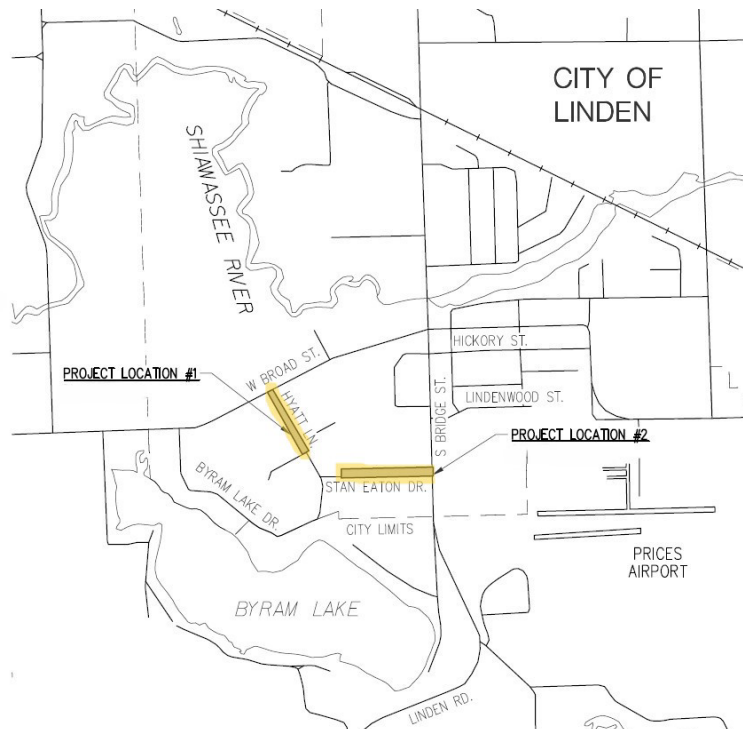 CITY OF
LINDEN
SHIAWASSEE RIVER
HICKORY ST.
W BROAD ST.
PROJECT LOCATION #1
HYATT LN.
LINDENWOOD ST.
S BRIDGE ST.
PROJECT LOCATION #2
BYRAM LAKE DR.
STAN EATON DR.
CITY LIMITS
PRICES
AIRPORT
BYRAM LAKE
LINDEN RD.